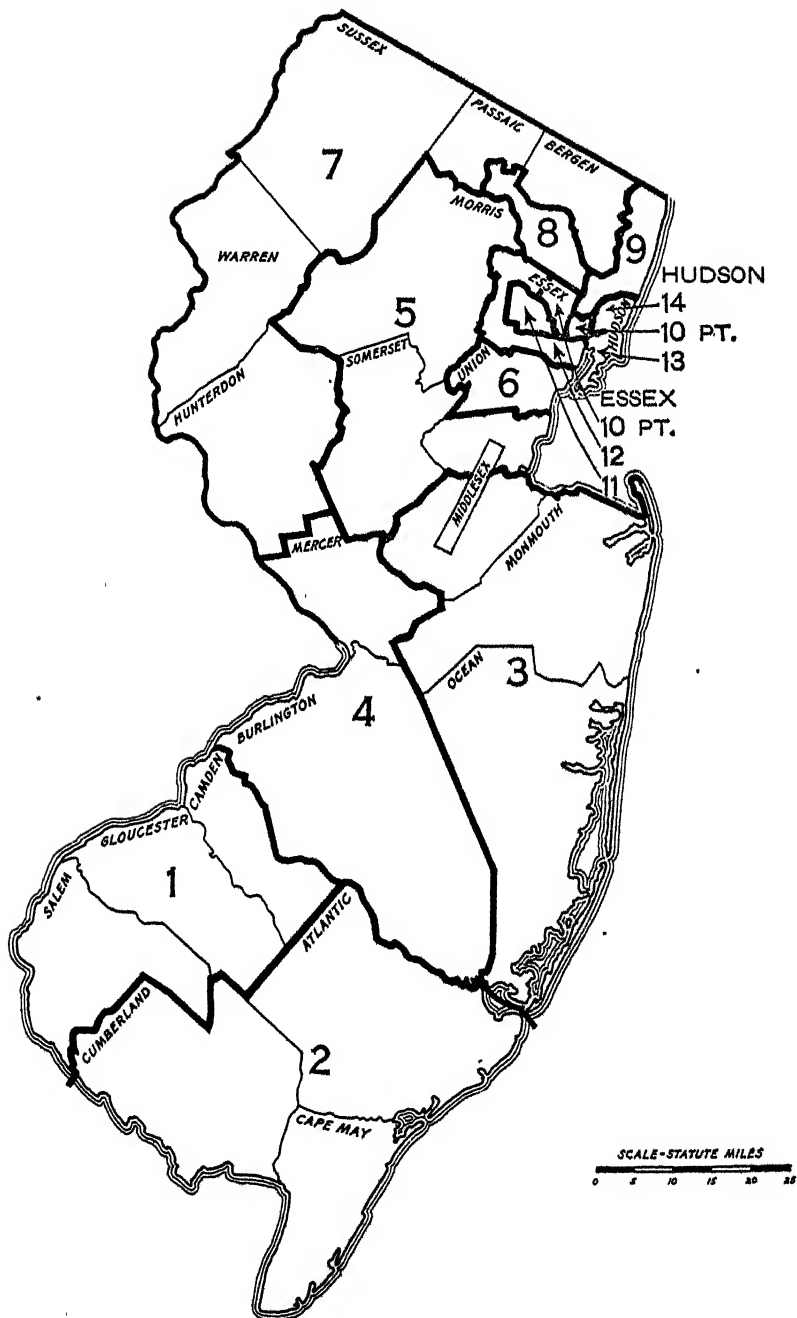 SUSSEX
PASSAIC
BERGEN
7
MORRIS
8
9
WARREN
HUDSON
14
10 PT.
13
ESSEX
HUDSON
5
SOMERSET
UNION
6
HUNTERDON
ESSEX
10 PT.
12
11
MIDDLESEX
MERCER
MONMOUTH
OCEAN
3
4
BURLINGTON
CAMDEN
GLOUCESTER
SALEM
1
ATLANTIC
CUMBERLAND
2
CAPE MAY
SCALE-STATUTE MILES
0 5 10 15 20 25